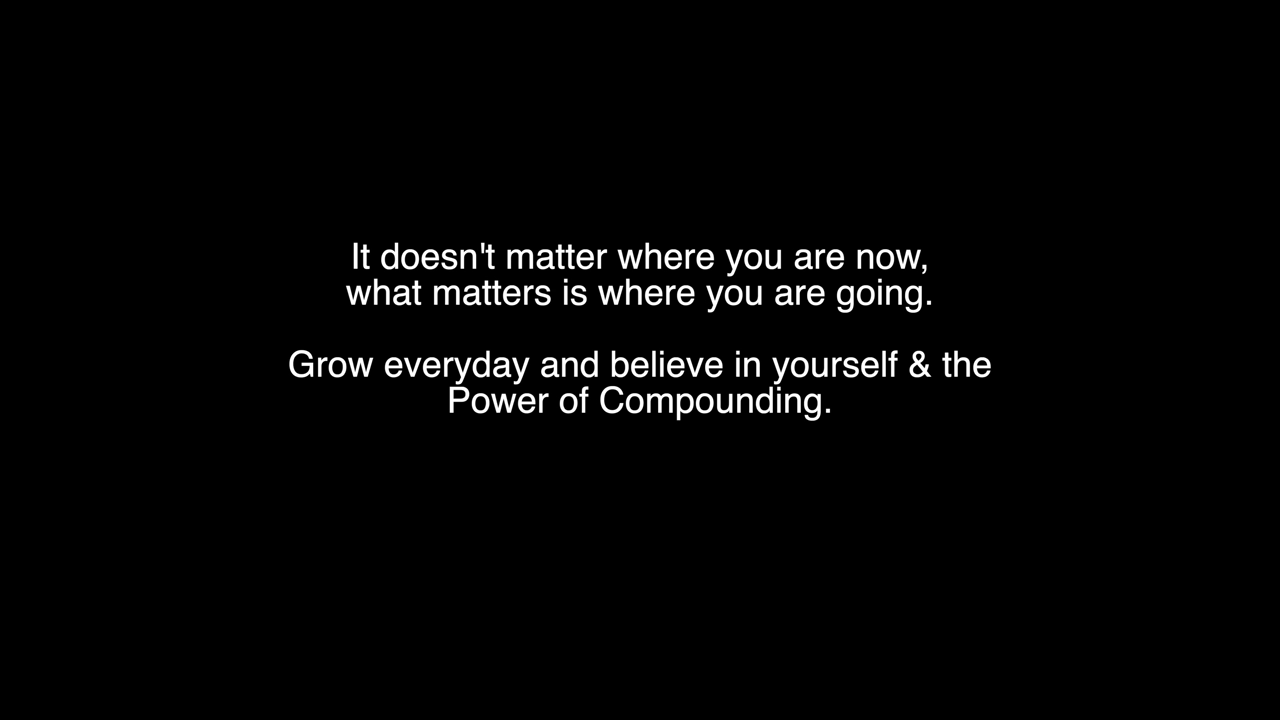 It doesn't matter where you are now,
what matters is where you are going.
Grow everyday and believe in yourself & the
Power of Compounding.